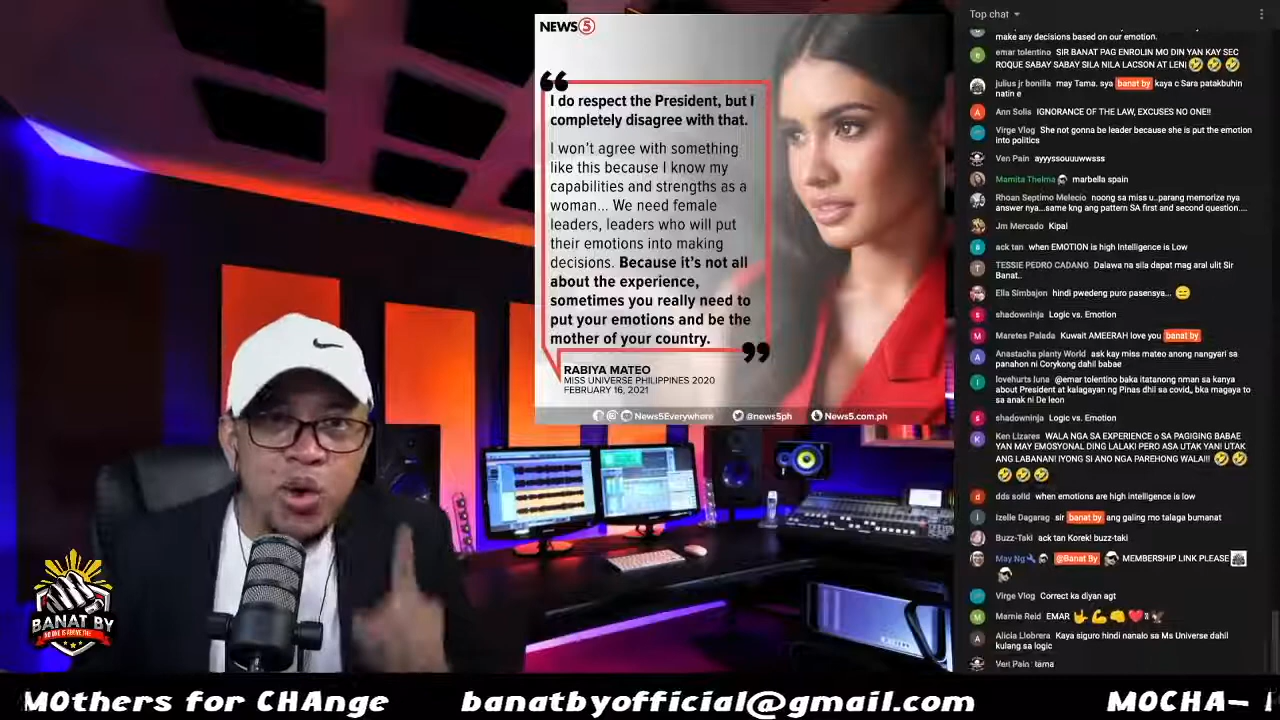 NEWS 5
“
I do respect the President, but I
completely disagree with that.
I won't agree with something
like this because I know my
capabilities and strengths as a
woman... We need female
leaders, leaders who will put
their emotions into making
decisions. Because it's not all
about the experience,
sometimes you really need to
put your emotions and be the
mother of your country.
”
RABIYA MATEO
MISS UNIVERSE PHILIPPINES 2020
FEBRUARY 16, 2021
News5Everywhere @news5ph News5.com.ph
Top chat
make any decisions based on our emotion.
emar tolentino SIR BANAT PAG ENROLIN MO DIN YAN KAY SEC
ROQUE SABAY SABAY SILA NILA LACSON AT LENI 🤣 🤣 🤣
julius jr bonilla may Tama. sya banat by kaya c Sara patakbuhin
natin e
Ann Solis IGNORANCE OF THE LAW, EXCUSES NO ONE!!
Virge Vlog She not gonna be leader because she is put the emotion
into politics
Ven Pain ayyyssouuuwwsss
Mamita Thelma marbella spain
Rhoan Septimo Melecio noong sa miss u..parang memorize nya
answer nya...same kng ang pattern SA first and second question....
Jm Mercado Kipal
ack tan when EMOTION is high Intelligence is Low
TESSIE PEDRO CADANO Dalawa na sila dapat mag aral ulit Sir
Banat..
Ella Simbajon hindi pwedeng puro pasensya... 😑
shadowninja Logic vs. Emotion
Maretes Palada Kuwait AMEERAH love you banat by
Anastacha planty World ask kay miss mateo anong nangyari sa
panahon ni Corykong dahil babae
lovehurts luna @emar tolentino baka itatanong nman sa kanya
about President at kalagayan ng Pinas dhil sa covid, bka magaya to
sa anak ni De leon
shadowninja Logic vs. Emotion
Ken Lizares WALA NGA SA EXPERIENCE o SA PAGIGING BABAE
YAN MAY EMOSYONAL DING LALAKI PERO ASA UTAK YAN! UTAK
ANG LABANAN! IYONG SI ANO NGA PAREHONG WALA!!! 🤣 🤣
🤣 🤣 🤣
dds solid when emotions are high intelligence is low
Izelle Dagarag sir banat by ang galing mo talaga bumanat
Buzz-Taki ack tan Korek! buzz-taki
May Ng @Banat By MEMBERSHIP LINK PLEASE
Virge Vlog Correct ka diyan agt
Marnie Reid EMAR
Alicia Llobrera Kaya siguro hindi nanalo sa Ms Universe dahil
kulang sa logic
Ven Pain tama
BANAT BY
NO ONE IS ABOVE THE
MOthers for CHAnge banatbyofficial@gmail.com MOCHA-